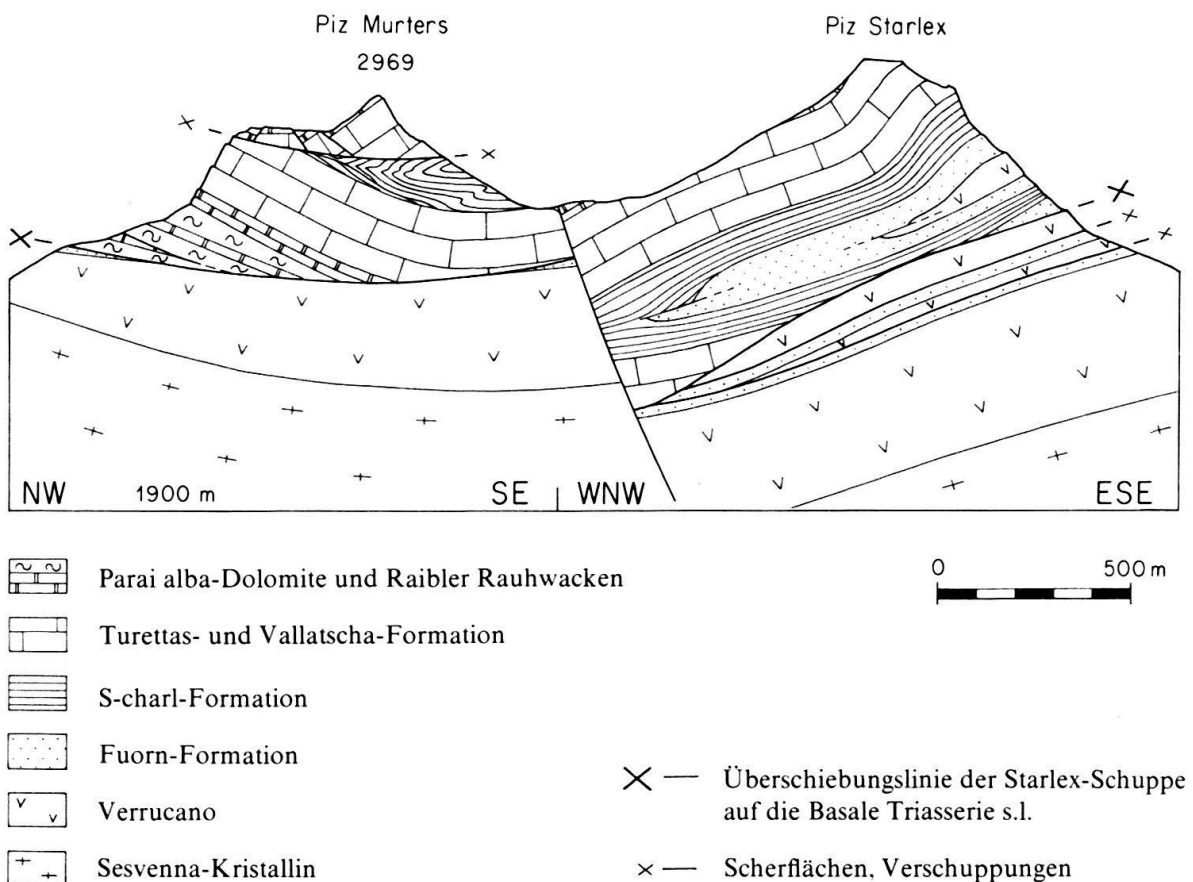 Piz Murters
2969
Piz Starlex
NW 1900 m SE WNW ESE
Parai alba-Dolomite und Raibler Rauhwacken
Turettas- und Vallatscha-Formation
S-charl-Formation
Fuorn-Formation
Verrucano
Sesvenna-Kristallin
0 500 m
Überschiebungslinie der Starlex-Schuppe
auf die Basale Triasserie s.l.
Scherflächen, Verschuppungen